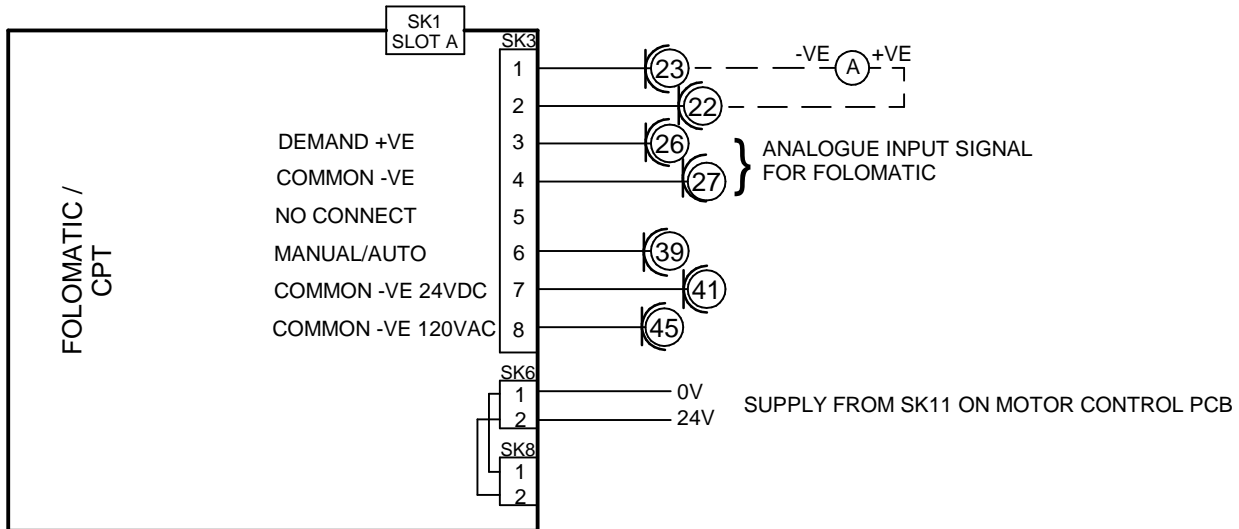 SK1
SLOT A
SK3
1
23
-VE
A
+VE
2
22
DEMAND +VE
3
26
ANALOGUE INPUT SIGNAL
FOR FOLOMATIC
COMMON -VE
4
27
NO CONNECT
5
MANUAL/AUTO
6
39
COMMON -VE 24VDC
7
41
COMMON -VE 120VAC
8
45
FOLOMATIC /
CPT
SK6
1
0V
2
24V
SUPPLY FROM SK11 ON MOTOR CONTROL PCB
SK8
1
2